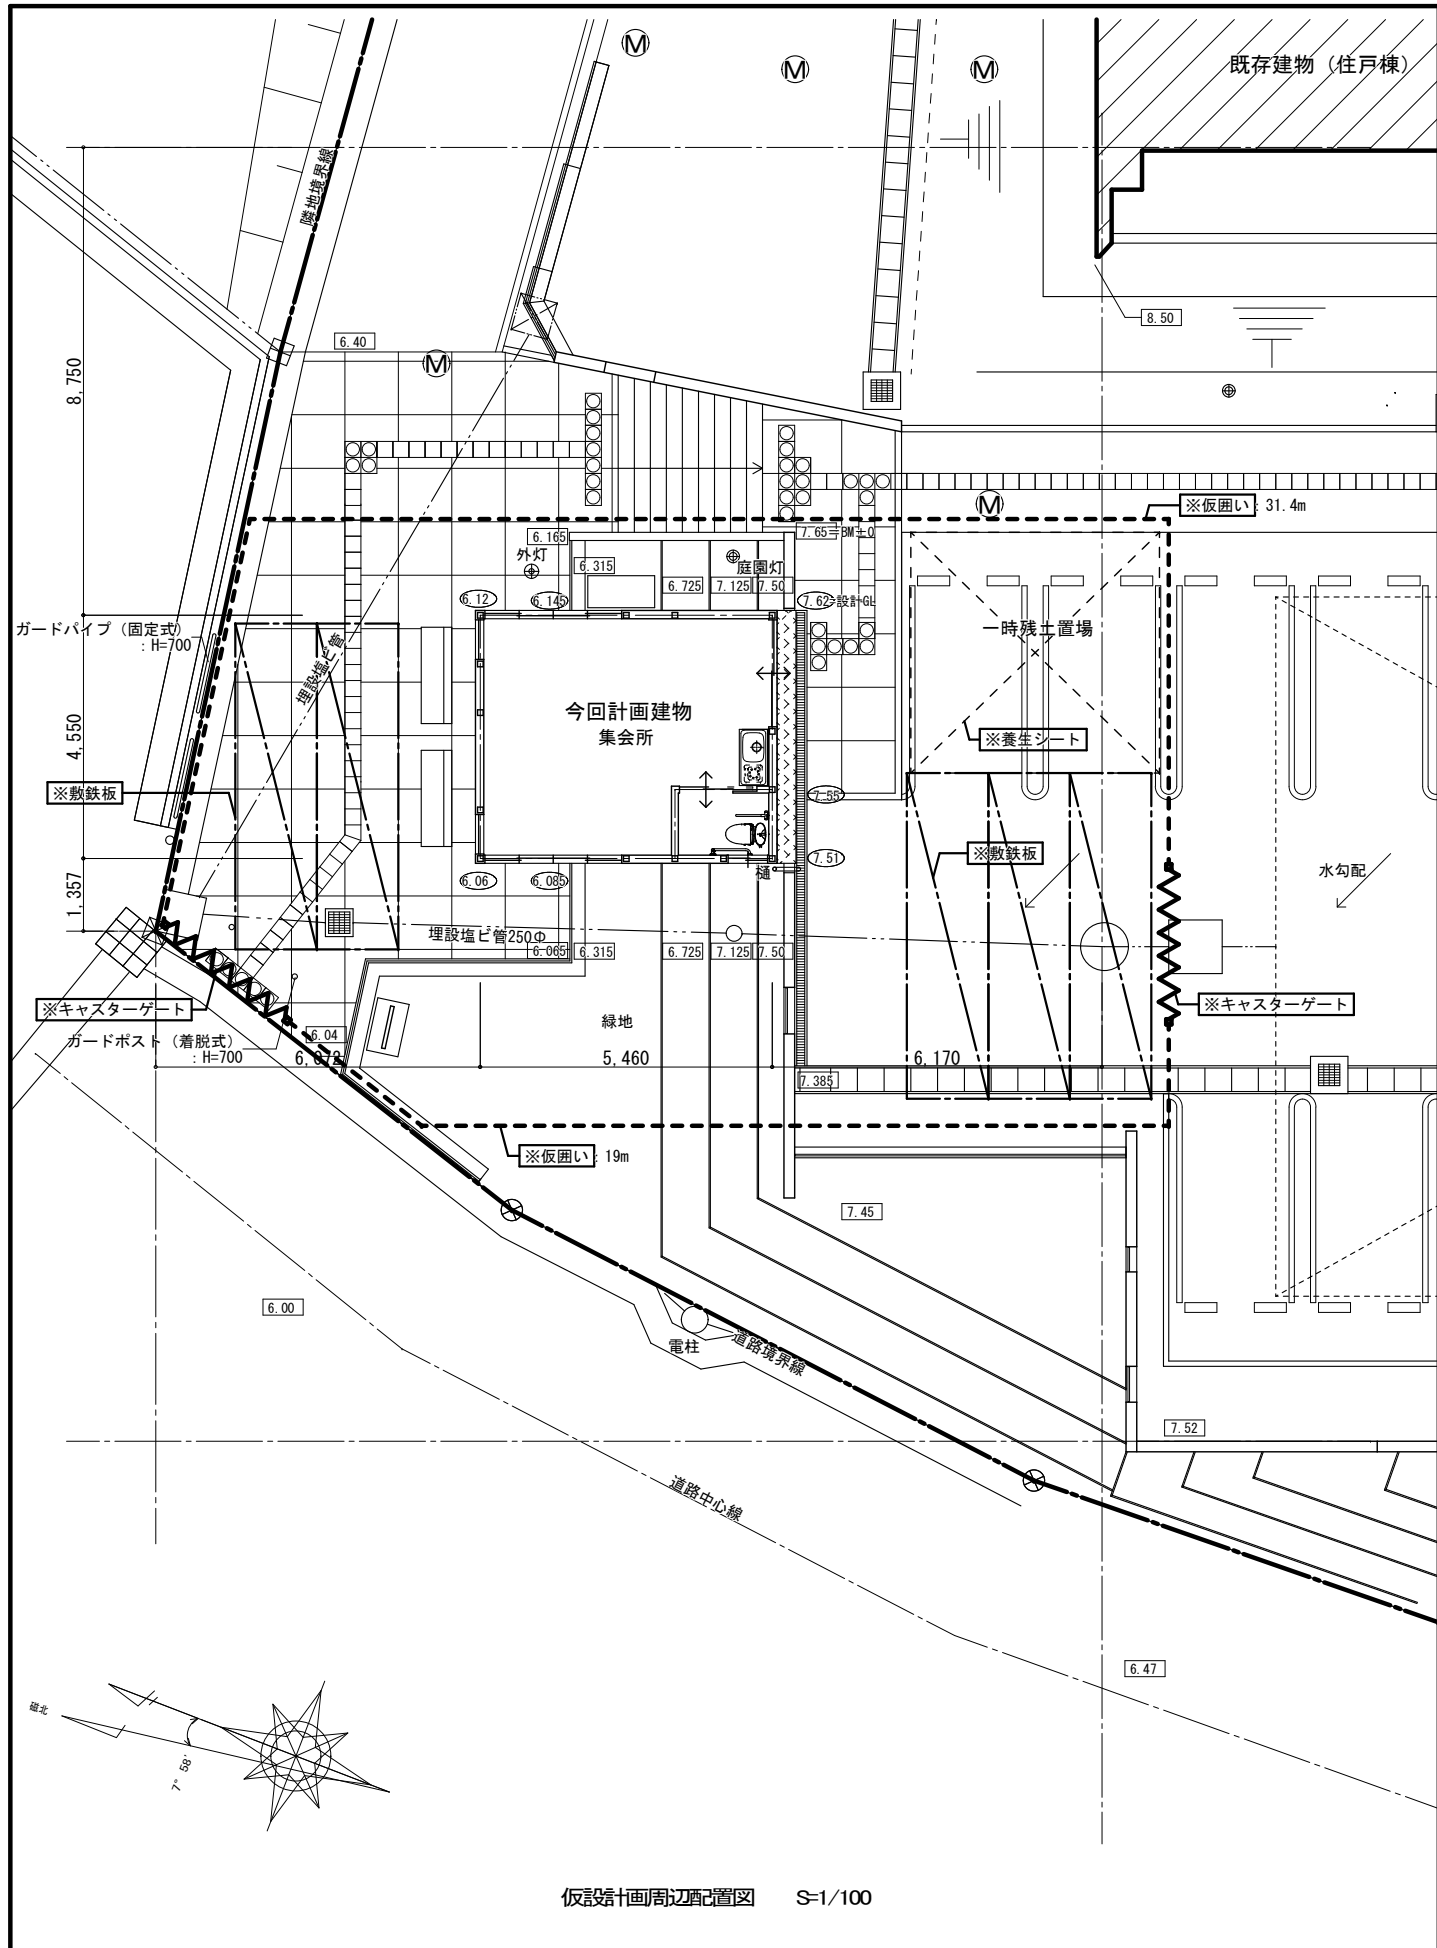 M
M
M
既存建物（住戸棟）
隣地境界線
8.50
6.40
M
8,750
M
※仮囲い : 31.4m
6.165
7.65=BM±0
外灯
6.315
庭園灯
6.725
7.125
7.50
6.12
6.145
7.62=設計GL
ガードパイプ（固定式）
: H=700
埋設塩ビ管
一時残土置場
今回計画建物
集会所
※養生シート
4,550
※敷鉄板
7.55
※敷鉄板
7.51
水勾配
樋
1,357
6.06
6.085
埋設塩ビ管250Φ
6.065
6.315
6.725
7.125
7.50
※キャスターゲート
※キャスターゲート
緑地
6.04
ガードポスト（着脱式）
: H=700
6,072
5,460
6,170
7.385
※仮囲い : 19m
7.45
6.00
電柱
道路境界線
7.52
道路中心線
6.47
磁北
7° 58'
仮設計画周辺配置図 S=1/100